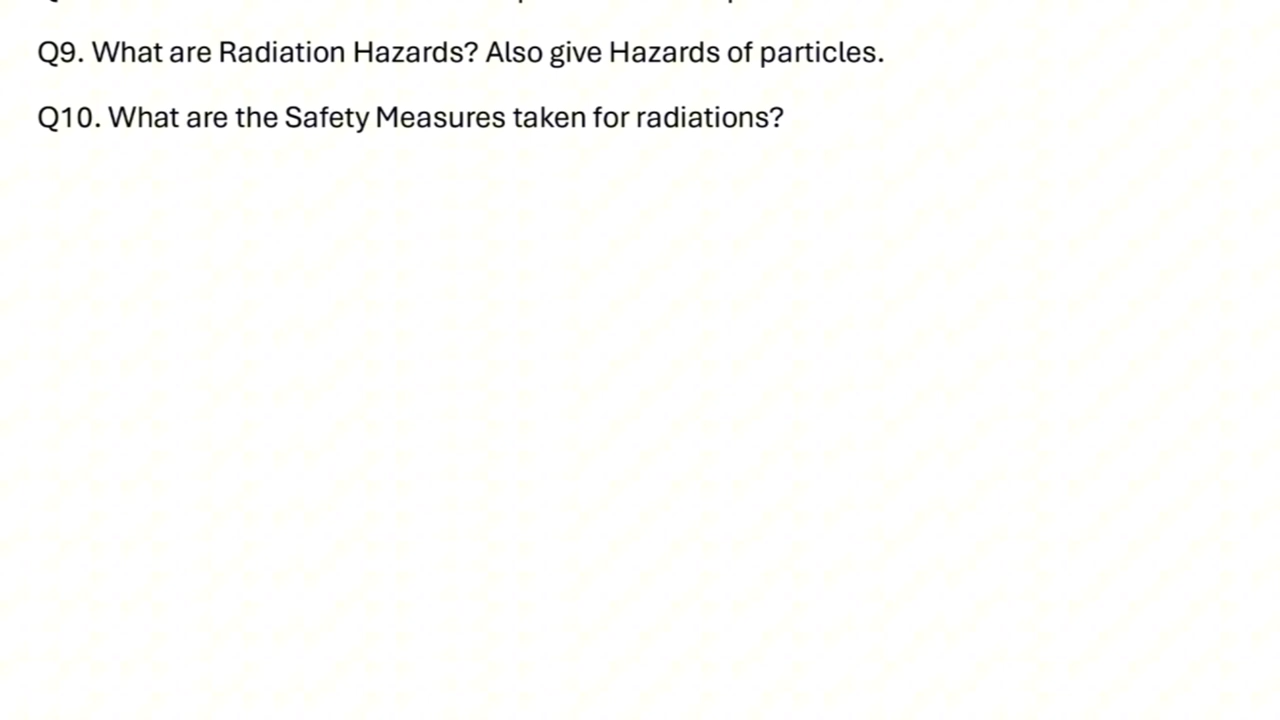 Q9. What are Radiation Hazards? Also give Hazards of particles.
Q10. What are the Safety Measures taken for radiations?